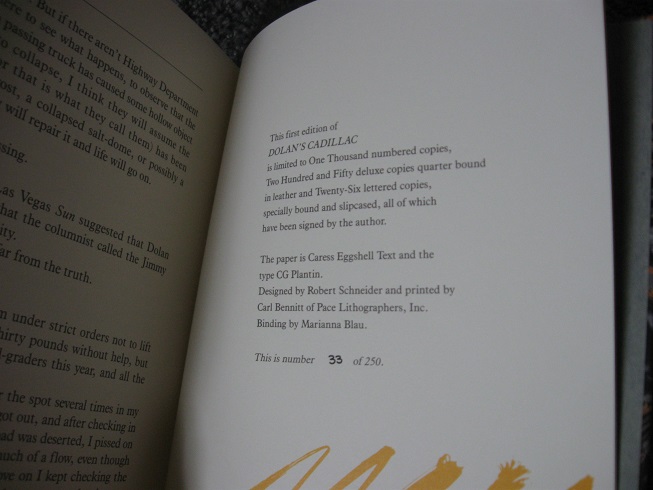 . But if there aren't Highway Department
ere to see what happens, to observe that the
passing truck has caused some hollow object
o collapse, I think they will assume the
or that is what they call them) has been
ost, a collapsed salt-dome, or possibly a
will repair it and life will go on.
ssing.
as Vegas Sun suggested that Dolan
hat the columnist called the Jimmy
ity.
far from the truth.
n under strict orders not to lift
hirty pounds without help, but
l-graders this year, and all the
r the spot several times in my
got out, and after checking in
ad was deserted, I pissed on
uch of a flow, even though
ve on I kept checking the
This first edition of
DOLAN'S CADILLAC
is limited to One Thousand numbered copies,
Two Hundred and Fifty deluxe copies quarter bound
in leather and Twenty-Six lettered copies,
specially bound and slipcased, all of which
have been signed by the author.
The paper is Caress Eggshell Text and the
type CG Plantin.
Designed by Robert Schneider and printed by
Carl Bennitt of Pace Lithographers, Inc.
Binding by Marianna Blau.
This is number 33 of 250.